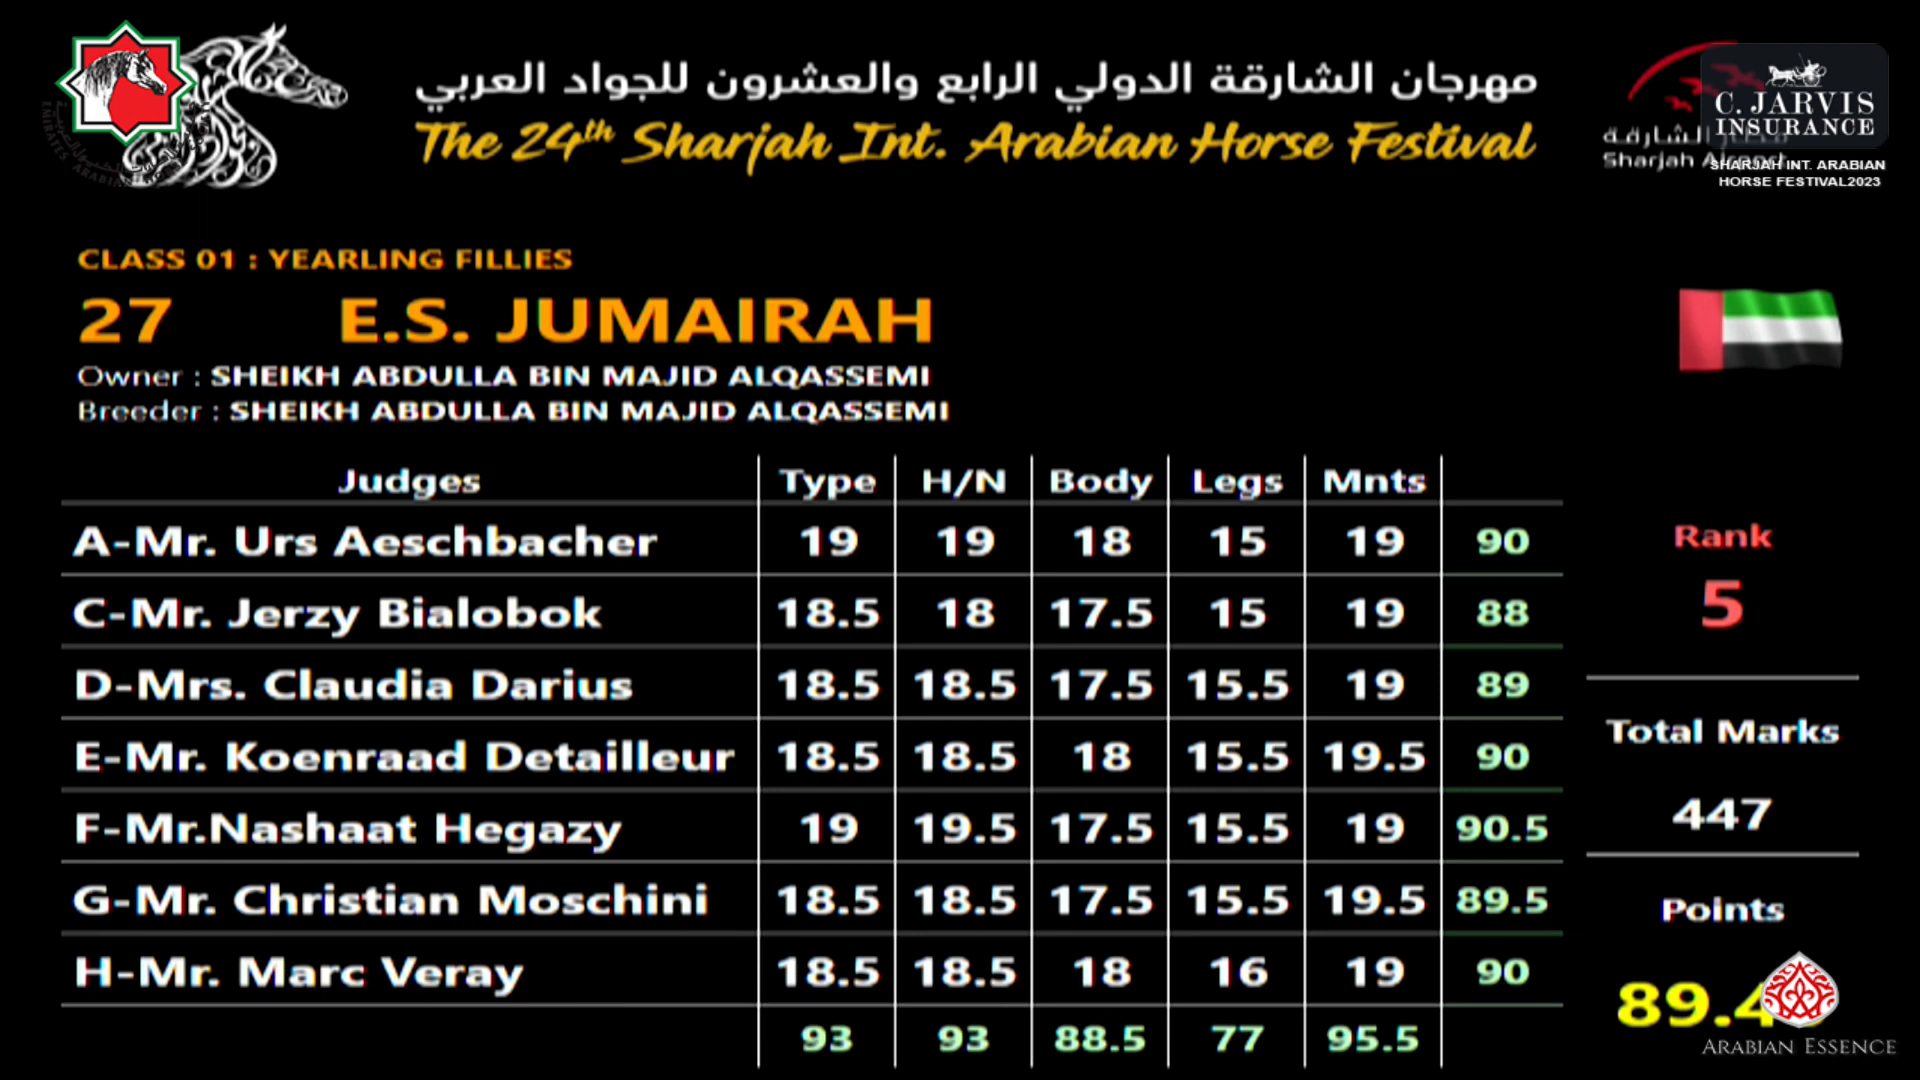 مهرجان الشارقة الدولي الرابع والعشرون للجواد العربي
The 24th Sharjah Int. Arabian Horse Festival
C. JARVIS
INSURANCE
الشارقة
Sharjah
SHARJAH INT. ARABIAN
HORSE FESTIVAL2023
CLASS 01 : YEARLING FILLIES
27 E.S. JUMAIRAH
Owner : SHEIKH ABDULLA BIN MAJID ALQASSEMI
Breeder : SHEIKH ABDULLA BIN MAJID ALQASSEMI
Judges Type H/N Body Legs Mnts
A-Mr. Urs Aeschbacher 19 19 18 15 19 90
C-Mr. Jerzy Bialobok 18.5 18 17.5 15 19 88
D-Mrs. Claudia Darius 18.5 18.5 17.5 15.5 19 89
E-Mr. Koenraad Detailleur 18.5 18.5 18 15.5 19.5 90
F-Mr.Nashaat Hegazy 19 19.5 17.5 15.5 19 90.5
G-Mr. Christian Moschini 18.5 18.5 17.5 15.5 19.5 89.5
H-Mr. Marc Veray 18.5 18.5 18 16 19 90
93 93 88.5 77 95.5
Rank
5
Total Marks
447
Points
89.4
ARABIAN ESSENCE